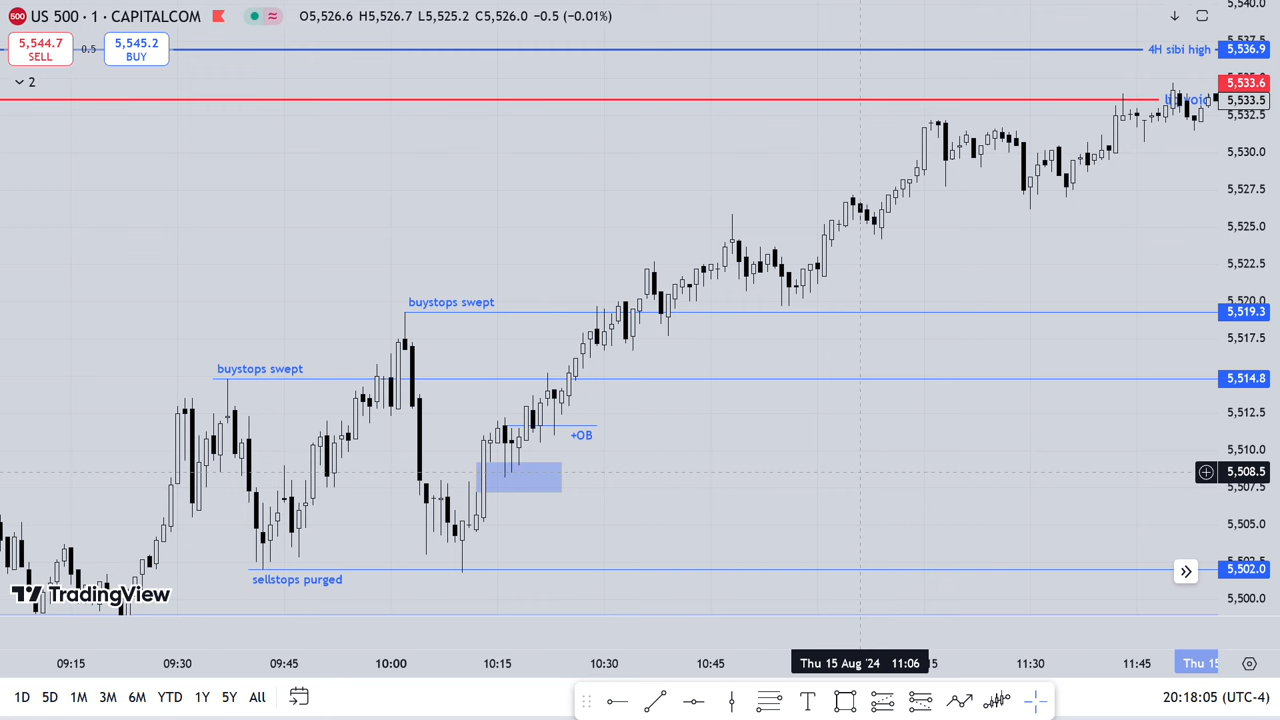 500 US 500 · 1 · CAPITALCOM O5,526.6 H5,526.7 L5,525.2 C5,526.0 −0.5 (−0.01%)
5,544.7 SELL 0.5 5,545.2 BUY
2
5,540.0
5,537.5
4H sibi high 5,536.9
5,533.6
5,533.5
5,532.5
5,530.0
5,527.5
5,525.0
5,522.5
5,520.0
buystops swept 5,519.3
5,517.5
buystops swept 5,514.8
5,512.5
+OB
5,510.0
5,508.5
5,507.5
5,505.0
5,502.0
sellstops purged
TradingView
5,500.0
09:15 09:30 09:45 10:00 10:15 10:30 10:45 Thu 15 Aug '24 11:06 11:30 11:45 Thu 15
1D 5D 1M 3M 6M YTD 1Y 5Y All 20:18:05 (UTC-4)